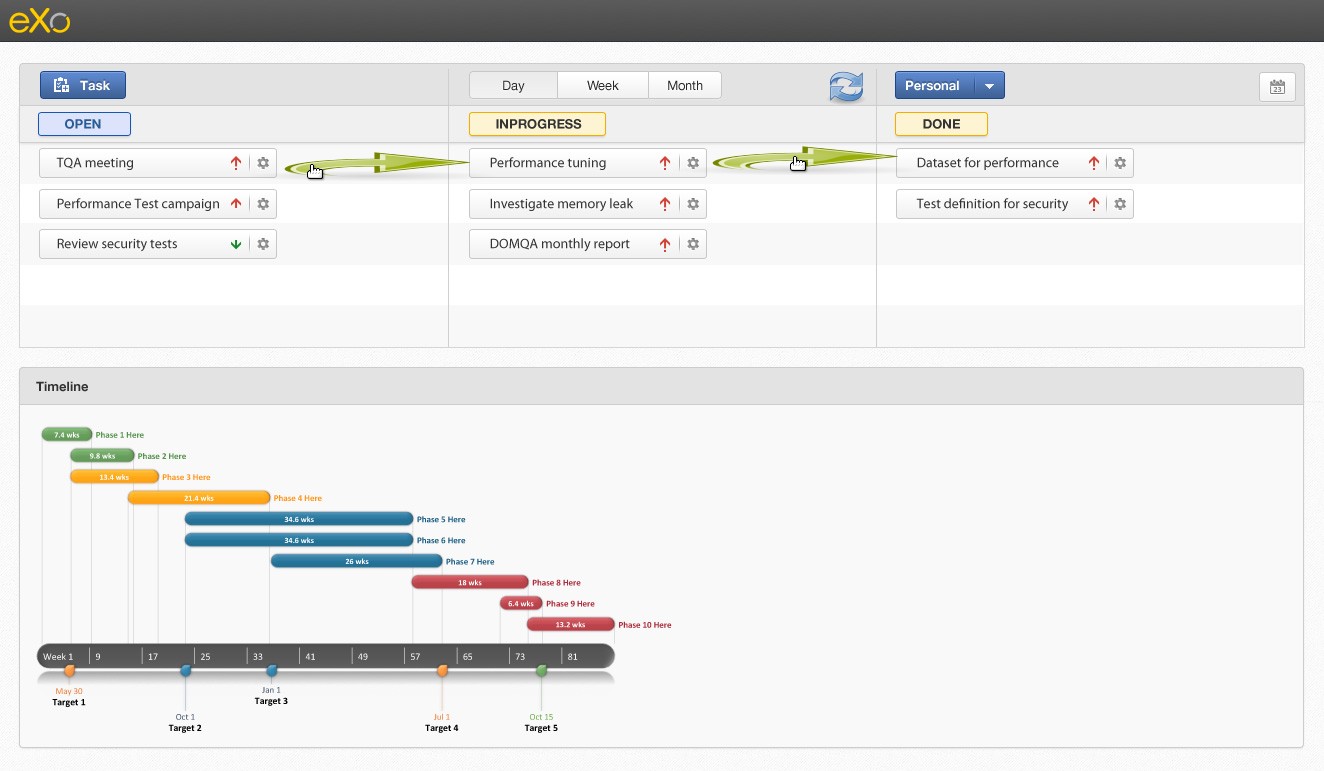 eXo
Task
Day Week Month
Personal
23
OPEN
INPROGRESS
DONE
TQA meeting
Performance tuning
Dataset for performance
Performance Test campaign
Investigate memory leak
Test definition for security
Review security tests
DOMQA monthly report
Timeline
7.4 wks Phase 1 Here
9.8 wks Phase 2 Here
13.4 wks Phase 3 Here
21.4 wks Phase 4 Here
34.6 wks Phase 5 Here
34.6 wks Phase 6 Here
26 wks Phase 7 Here
18 wks Phase 8 Here
6.4 wks Phase 9 Here
13.2 wks Phase 10 Here
Week 1 9 17 25 33 41 49 57 65 73 81
May 30
Target 1
Jan 1
Target 3
Oct 1
Target 2
Jul 1
Target 4
Oct 15
Target 5